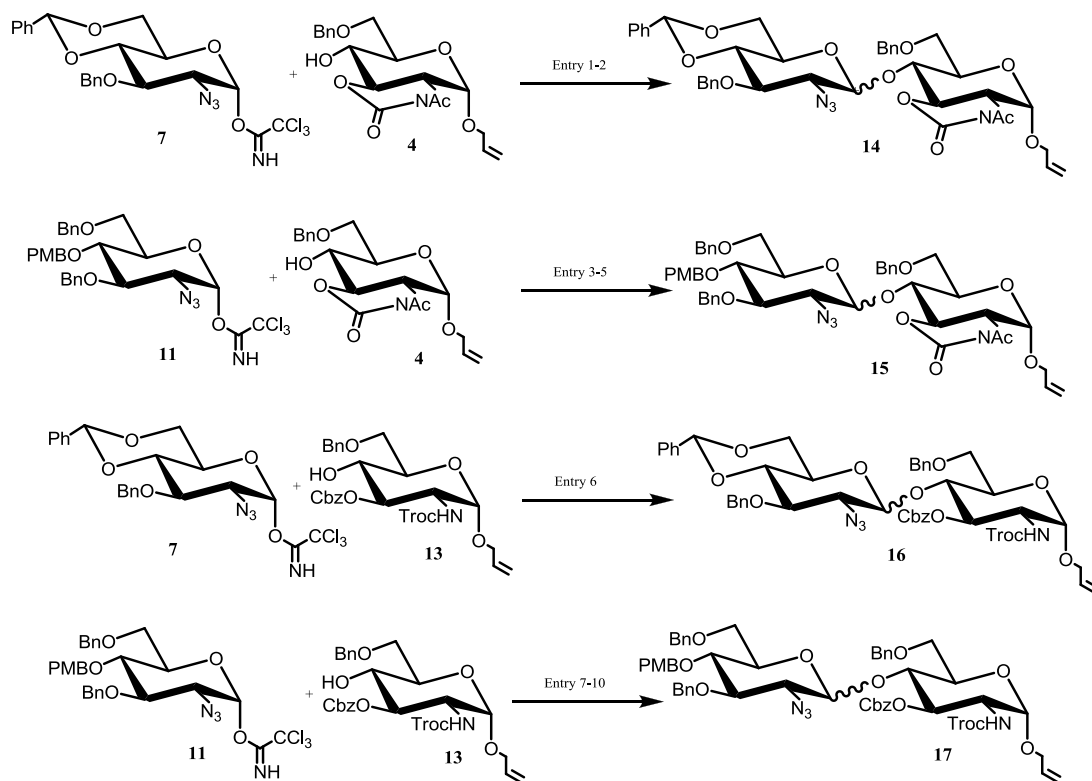 Ph O O O
BnO N3
O CCl3
NH
7
+
BnO
HO O
O NAc
O O
4
Entry 1-2
Ph O O O
BnO N3
O
BnO
O
O NAc
O O
14
BnO
PMBO O
BnO N3
O CCl3
NH
11
+
BnO
HO O
O NAc
O O
4
Entry 3-5
BnO
PMBO O
BnO N3
O
BnO
O
O NAc
O O
15
Ph O O O
BnO N3
O CCl3
NH
7
+
BnO
HO O
CbzO
TrocHN
O
13
Entry 6
Ph O O O
BnO N3
O
BnO
O
CbzO
TrocHN
O
16
BnO
PMBO O
BnO N3
O CCl3
NH
11
+
BnO
HO O
CbzO
TrocHN
O
13
Entry 7-10
BnO
PMBO O
BnO N3
O
BnO
O
CbzO
TrocHN
O
17